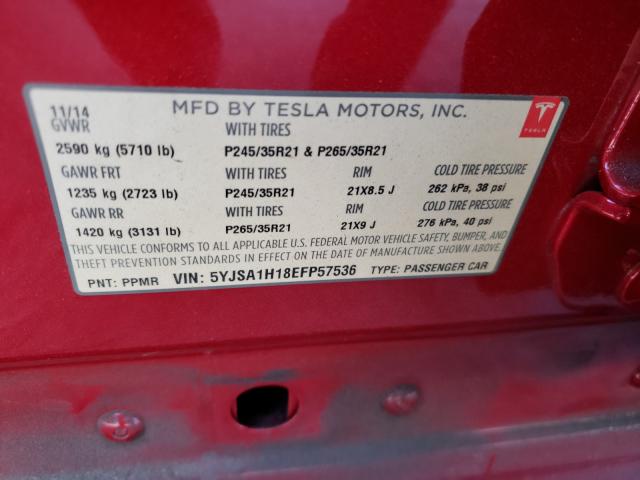 11/14 MFD BY TESLA MOTORS, INC. TESLA
GVWR WITH TIRES
2590 kg (5710 lb) P245/35R21 & P265/35R21
GAWR FRT WITH TIRES RIM COLD TIRE PRESSURE
1235 kg (2723 lb) P245/35R21 21X8.5 J 262 kPa, 38 psi
GAWR RR WITH TIRES RIM COLD TIRE PRESSURE
1420 kg (3131 lb) P265/35R21 21X9 J 276 kPa, 40 psi
THIS VEHICLE CONFORMS TO ALL APPLICABLE U.S. FEDERAL MOTOR VEHICLE SAFETY, BUMPER, AND
THEFT PREVENTION STANDARDS IN EFFECT ON THE DATE OF MANUFACTURE SHOWN ABOVE.
PNT: PPMR VIN: 5YJSA1H18EFP57536 TYPE: PASSENGER CAR